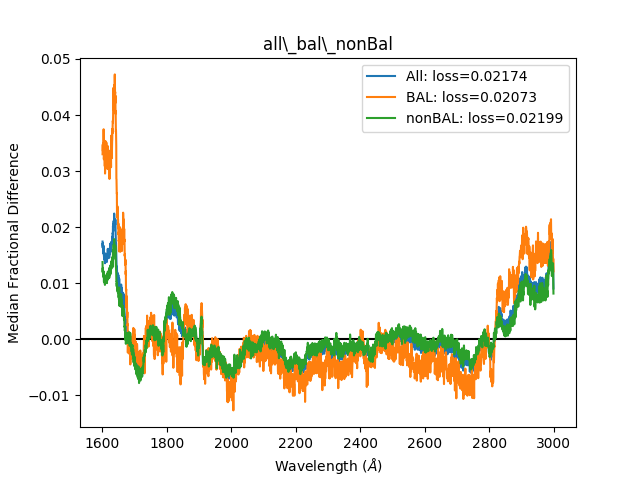 all\_bal\_nonBal
All: loss=0.02174
BAL: loss=0.02073
nonBAL: loss=0.02199
Median Fractional Difference
0.05
0.04
0.03
0.02
0.01
0.00
−0.01
1600 1800 2000 2200 2400 2600 2800 3000
Wavelength (Å)